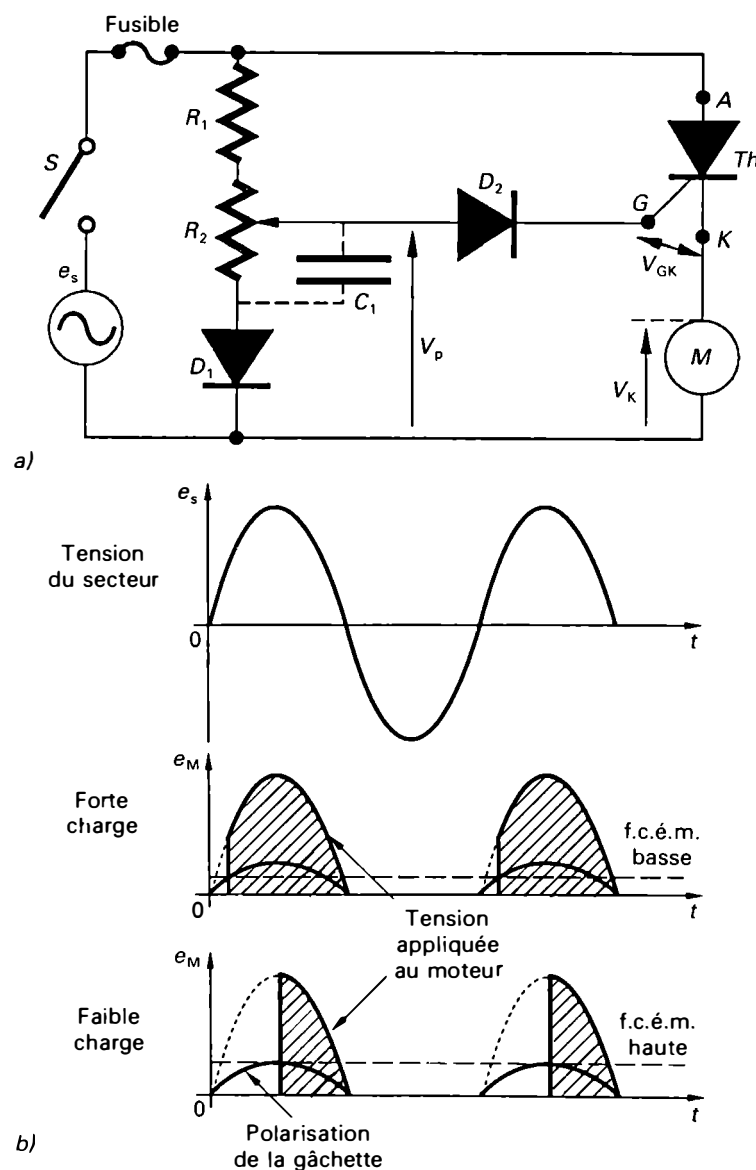 Fusible
S
R1
A
Th
D2
G
R2
K
VGK
es
C1
D1
Vp
M
VK
a)
es
Tension
du secteur
0
t
eM
Forte
charge
f.c.é.m.
basse
0
t
Tension
appliquée
au moteur
eM
Faible
charge
f.c.é.m.
haute
0
t
Polarisation
de la gâchette
b)